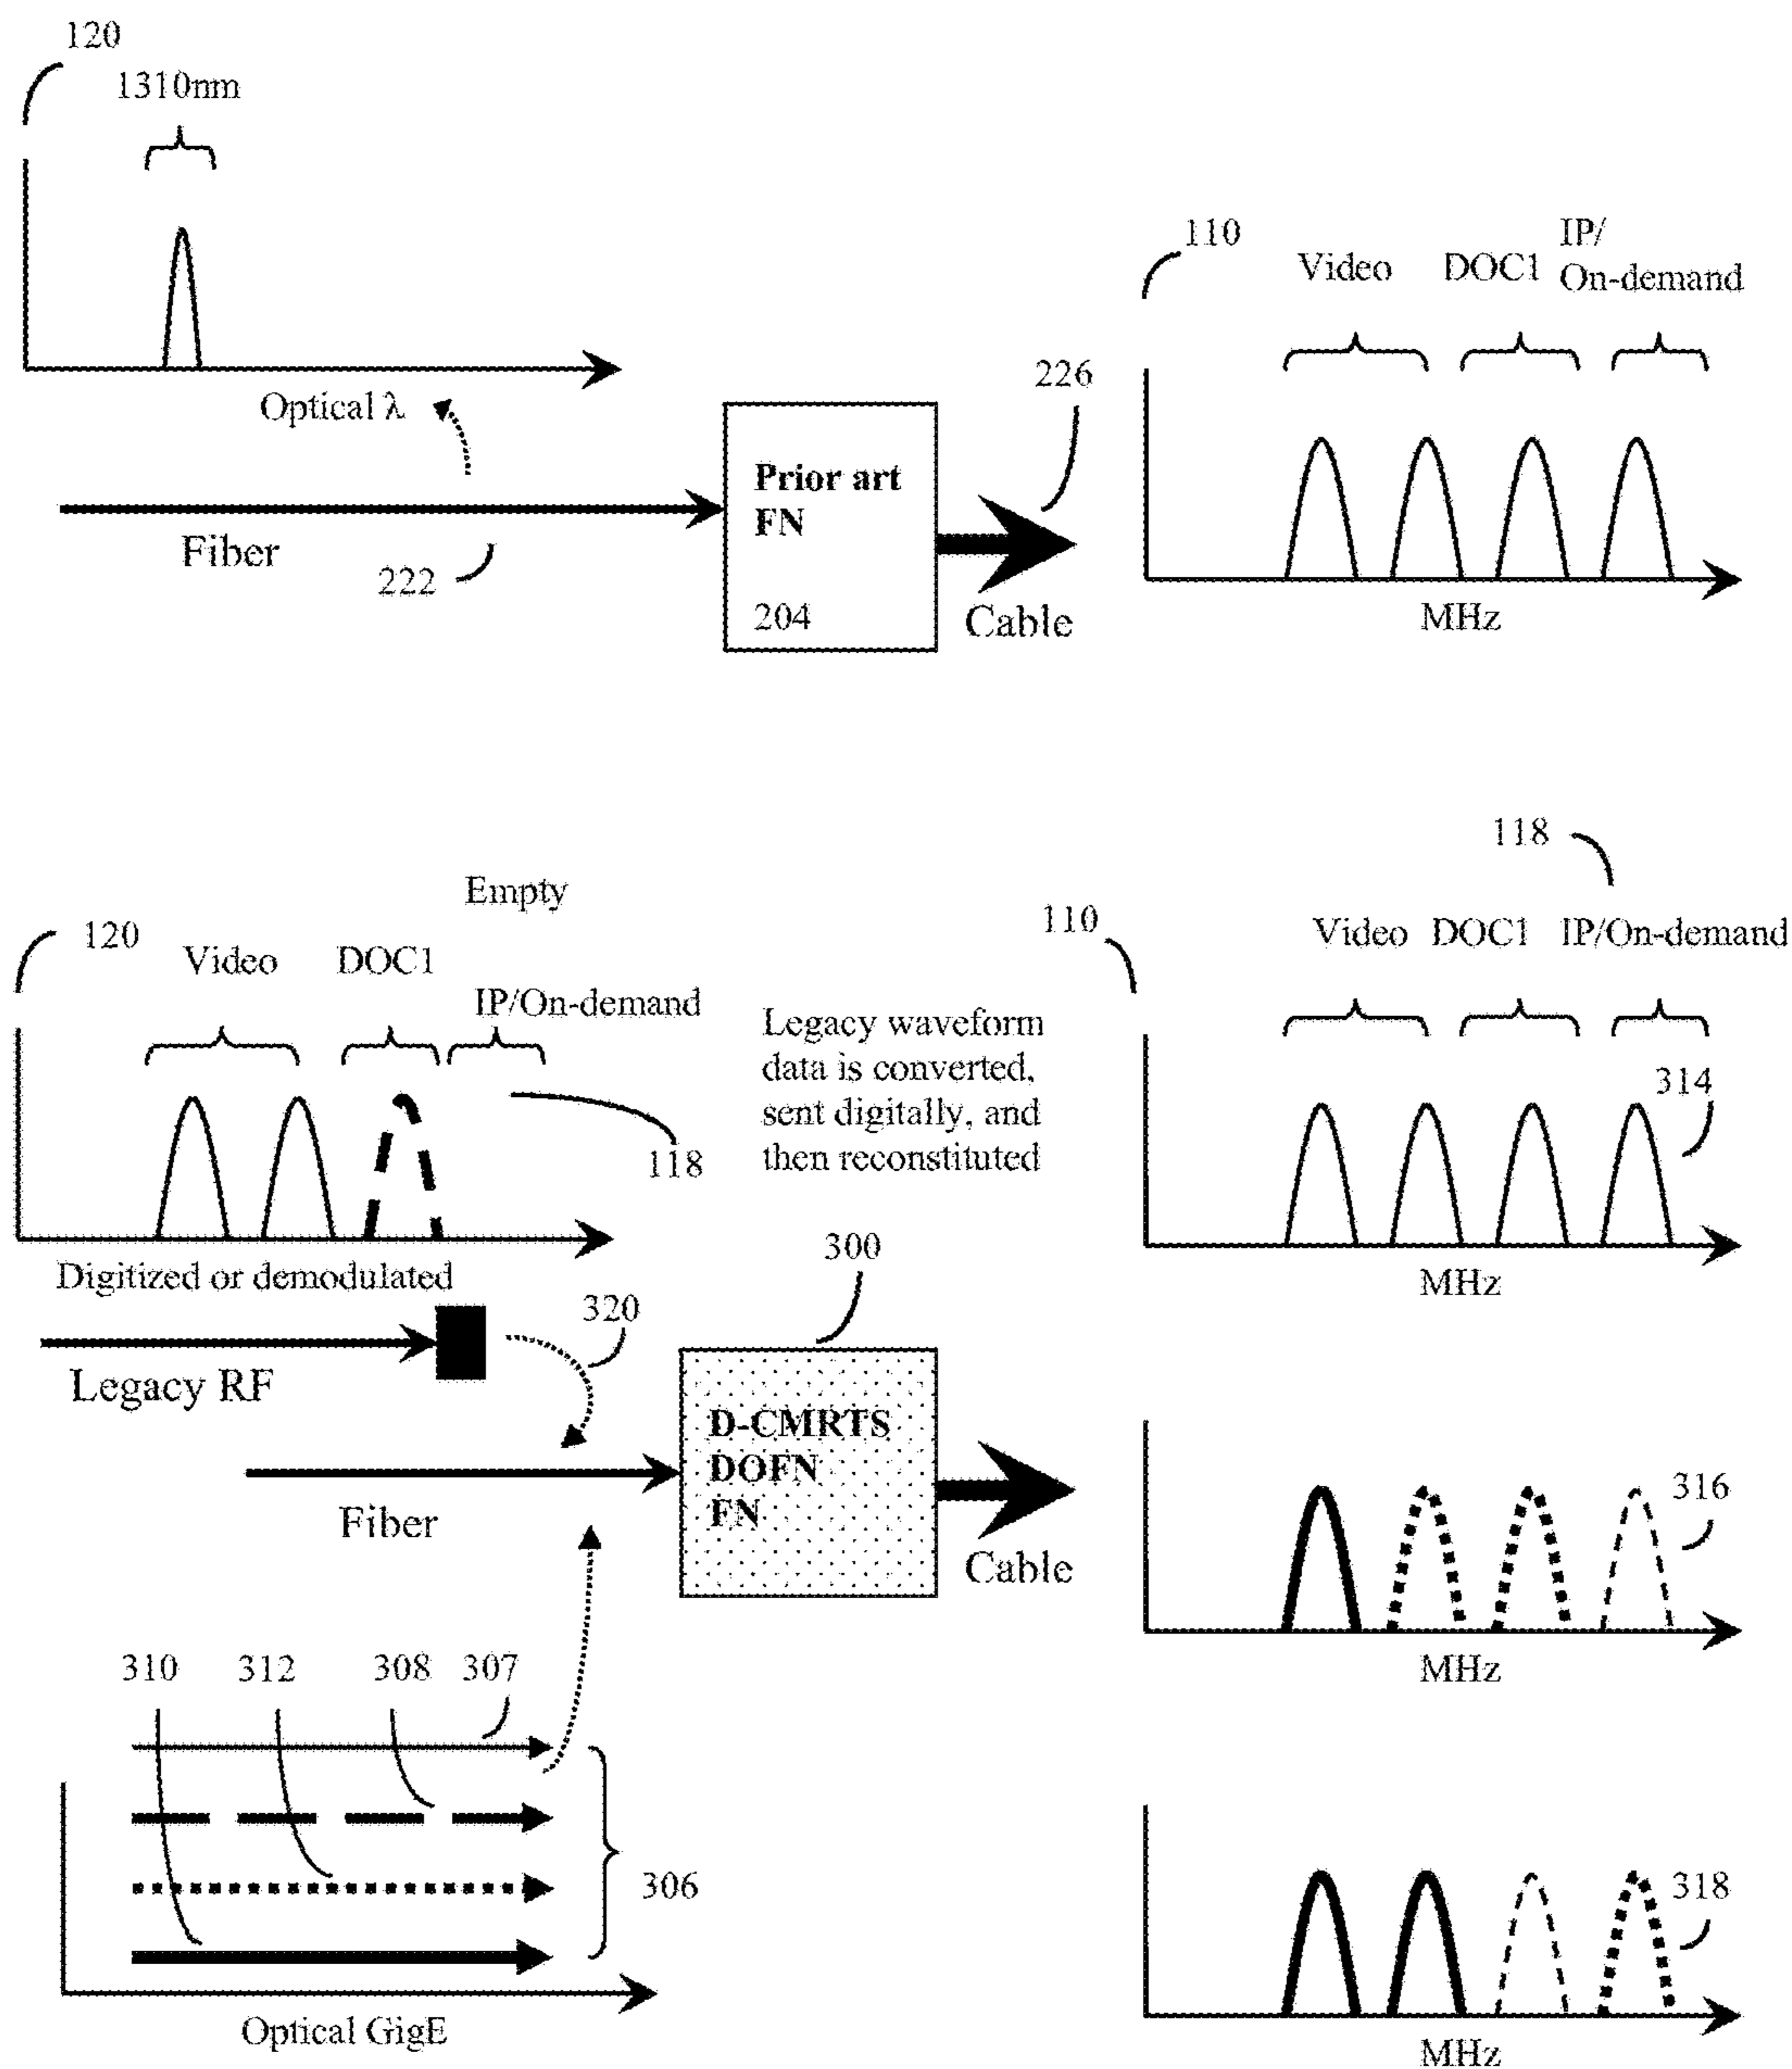 120
1310nm
Optical λ
Fiber
222
Prior art
FN
204
226
Cable
110
Video
DOC1
IP/
On-demand
MHz
120
Video
DOC1
Empty
IP/On-demand
118
Digitized or demodulated
Legacy RF
320
Legacy waveform
data is converted,
sent digitally, and
then reconstituted
300
D-CMRTS
DOFN
FN
Fiber
Cable
118
110
Video
DOC1
IP/On-demand
314
MHz
316
MHz
310
312
308
307
306
Optical GigE
318
MHz